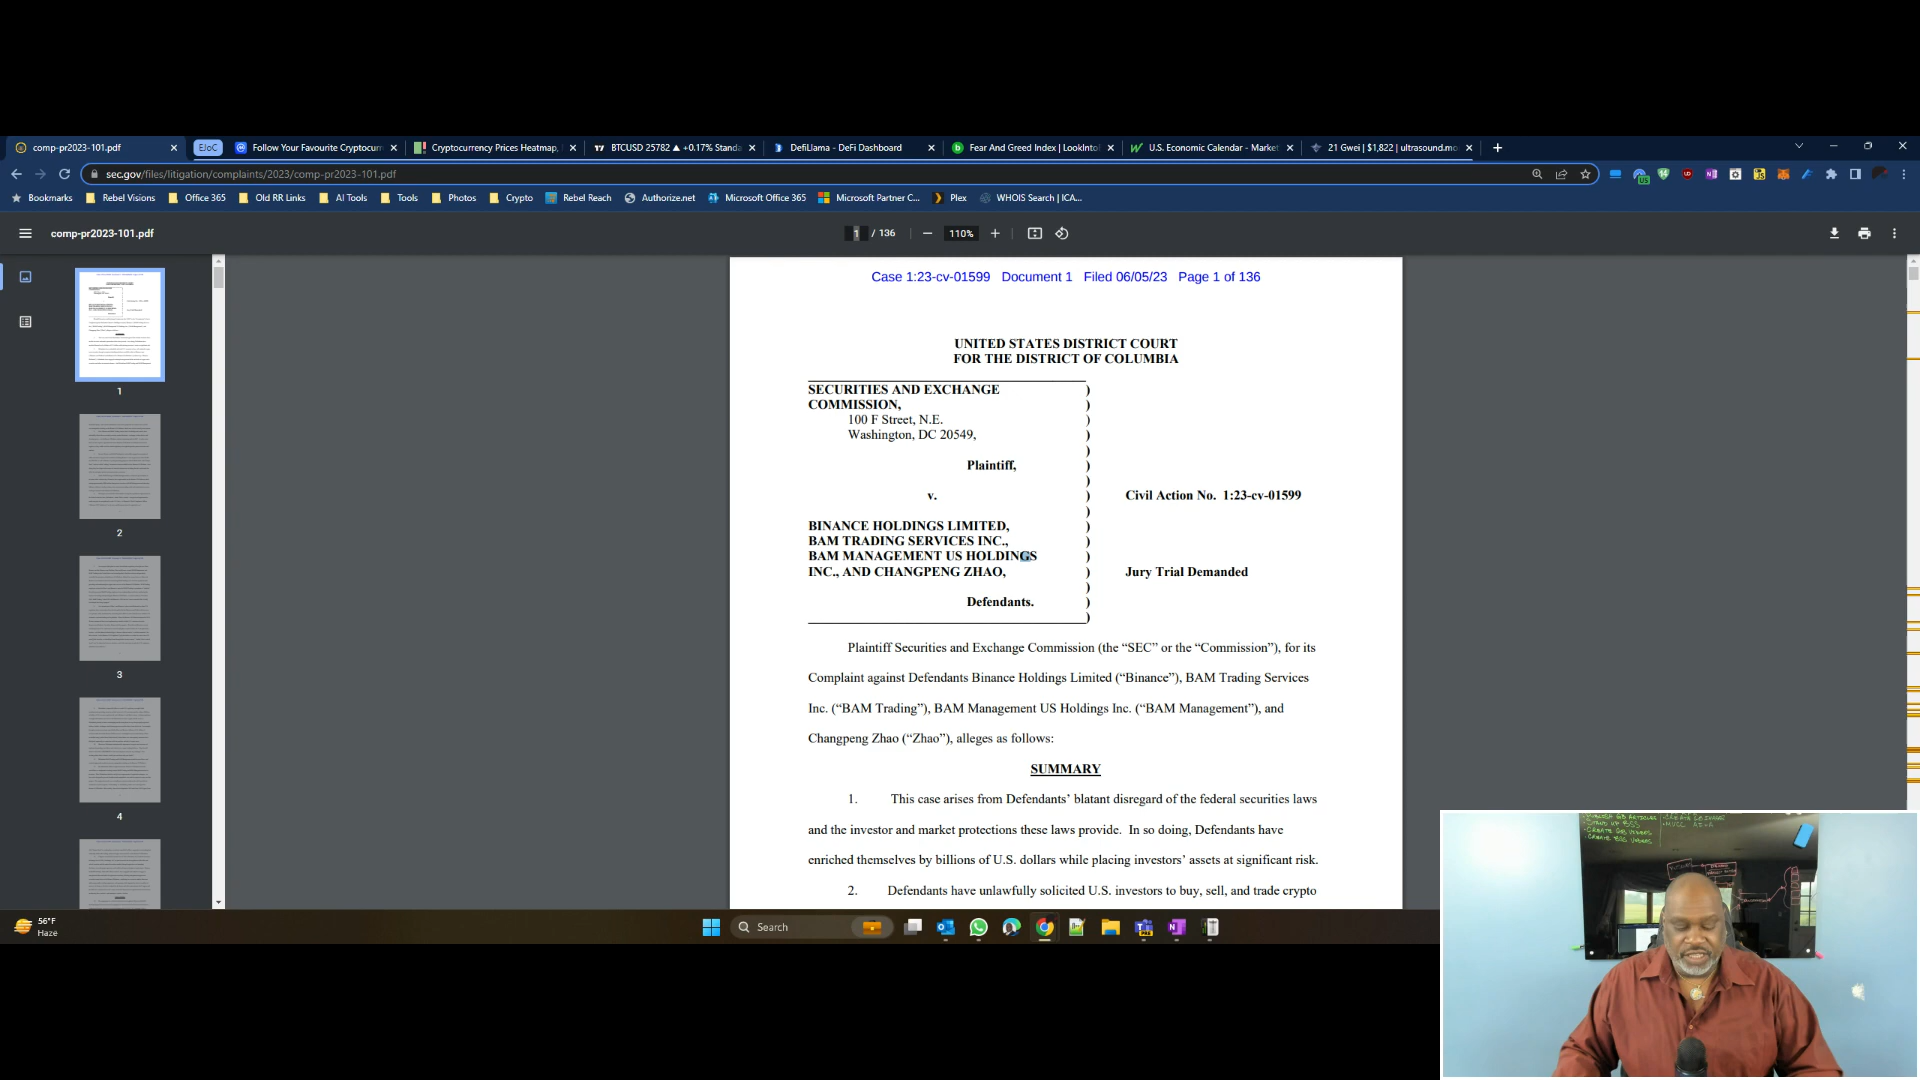 comp-pr2023-101.pdf
EJoC
Follow Your Favourite Cryptocurr
Cryptocurrency Prices Heatmap,
BTCUSD 25782 ▲ +0.17% Standa
DefiLlama - DeFi Dashboard
Fear And Greed Index | LookIntoB
U.S. Economic Calendar - Market
21 Gwei | $1,822 | ultrasound.mo
sec.gov/files/litigation/complaints/2023/comp-pr2023-101.pdf
Bookmarks
Rebel Visions
Office 365
Old RR Links
AI Tools
Tools
Photos
Crypto
Rebel Reach
Authorize.net
Microsoft Office 365
Microsoft Partner C...
Plex
WHOIS Search | ICA...
comp-pr2023-101.pdf
1 / 136
110%
1
2
3
4
Case 1:23-cv-01599 Document 1 Filed 06/05/23 Page 1 of 136
UNITED STATES DISTRICT COURT
FOR THE DISTRICT OF COLUMBIA
SECURITIES AND EXCHANGE )
COMMISSION, )
100 F Street, N.E. )
Washington, DC 20549, )
)
Plaintiff, )
)
v. ) Civil Action No. 1:23-cv-01599
)
BINANCE HOLDINGS LIMITED, )
BAM TRADING SERVICES INC., )
BAM MANAGEMENT US HOLDINGS )
INC., AND CHANGPENG ZHAO, ) Jury Trial Demanded
)
Defendants. )
)
Plaintiff Securities and Exchange Commission (the “SEC” or the “Commission”), for its
Complaint against Defendants Binance Holdings Limited (“Binance”), BAM Trading Services
Inc. (“BAM Trading”), BAM Management US Holdings Inc. (“BAM Management”), and
Changpeng Zhao (“Zhao”), alleges as follows:
SUMMARY
1. This case arises from Defendants’ blatant disregard of the federal securities laws
and the investor and market protections these laws provide. In so doing, Defendants have
enriched themselves by billions of U.S. dollars while placing investors’ assets at significant risk.
2. Defendants have unlawfully solicited U.S. investors to buy, sell, and trade crypto
56°F
Haze
Search